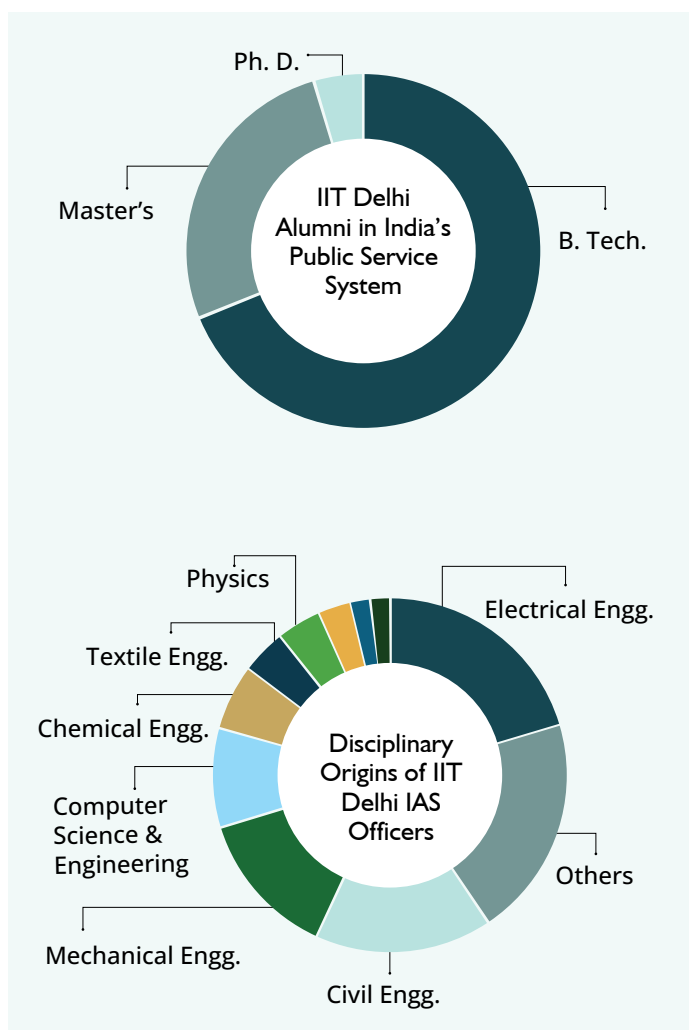 Ph. D.
Master's
IIT Delhi
Alumni in India's
Public Service
System
B. Tech.
Physics
Electrical Engg.
Textile Engg.
Chemical Engg.
Disciplinary
Origins of IIT
Delhi IAS
Officers
Computer
Science &
Engineering
Others
Mechanical Engg.
Civil Engg.